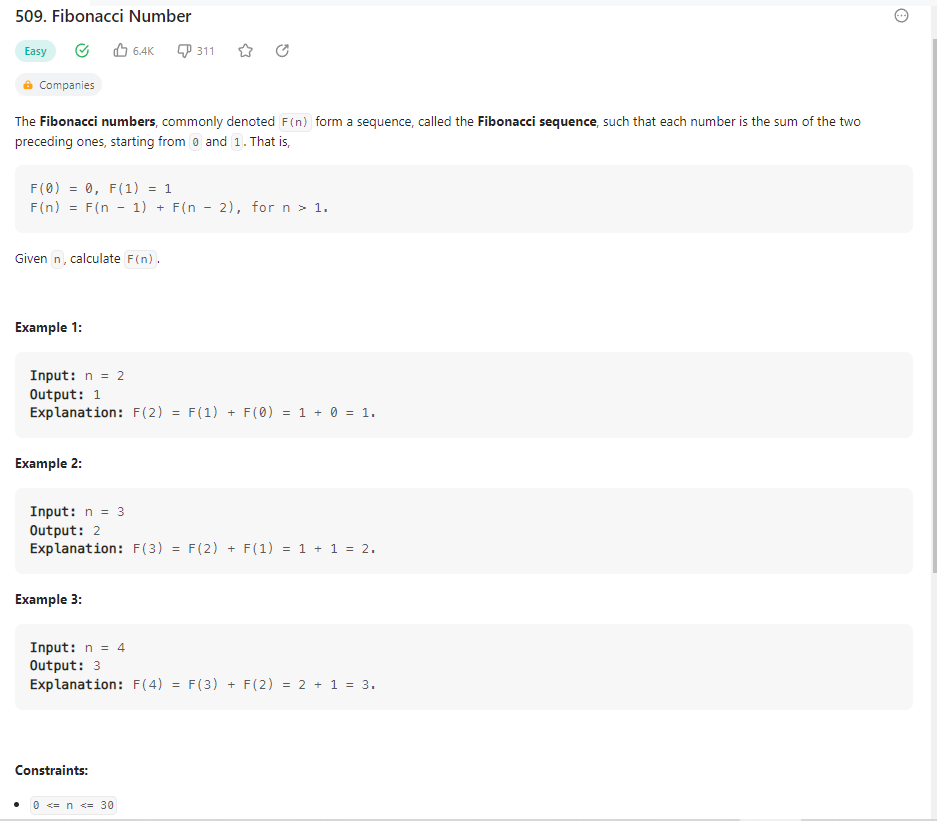 509. Fibonacci Number
Easy 6.4K 311
Companies
The Fibonacci numbers, commonly denoted F(n) form a sequence, called the Fibonacci sequence, such that each number is the sum of the two
preceding ones, starting from 0 and 1. That is,
F(0) = 0, F(1) = 1
F(n) = F(n - 1) + F(n - 2), for n > 1.
Given n, calculate F(n).
Example 1:
Input: n = 2
Output: 1
Explanation: F(2) = F(1) + F(0) = 1 + 0 = 1.
Example 2:
Input: n = 3
Output: 2
Explanation: F(3) = F(2) + F(1) = 1 + 1 = 2.
Example 3:
Input: n = 4
Output: 3
Explanation: F(4) = F(3) + F(2) = 2 + 1 = 3.
Constraints:
• 0 <= n <= 30